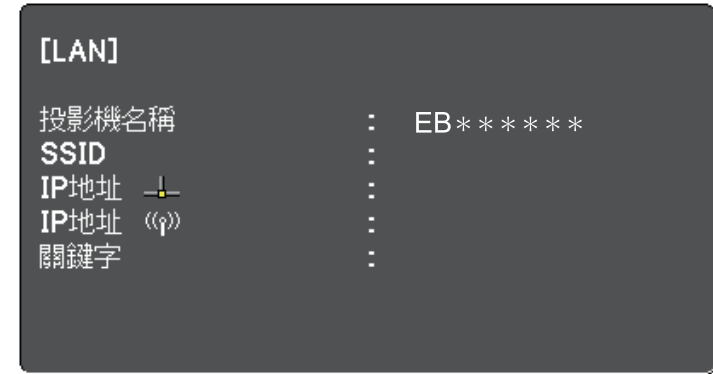 [LAN]
投影機名稱 : EB＊＊＊＊＊＊
SSID :
IP地址 :
IP地址 :
關鍵字 :